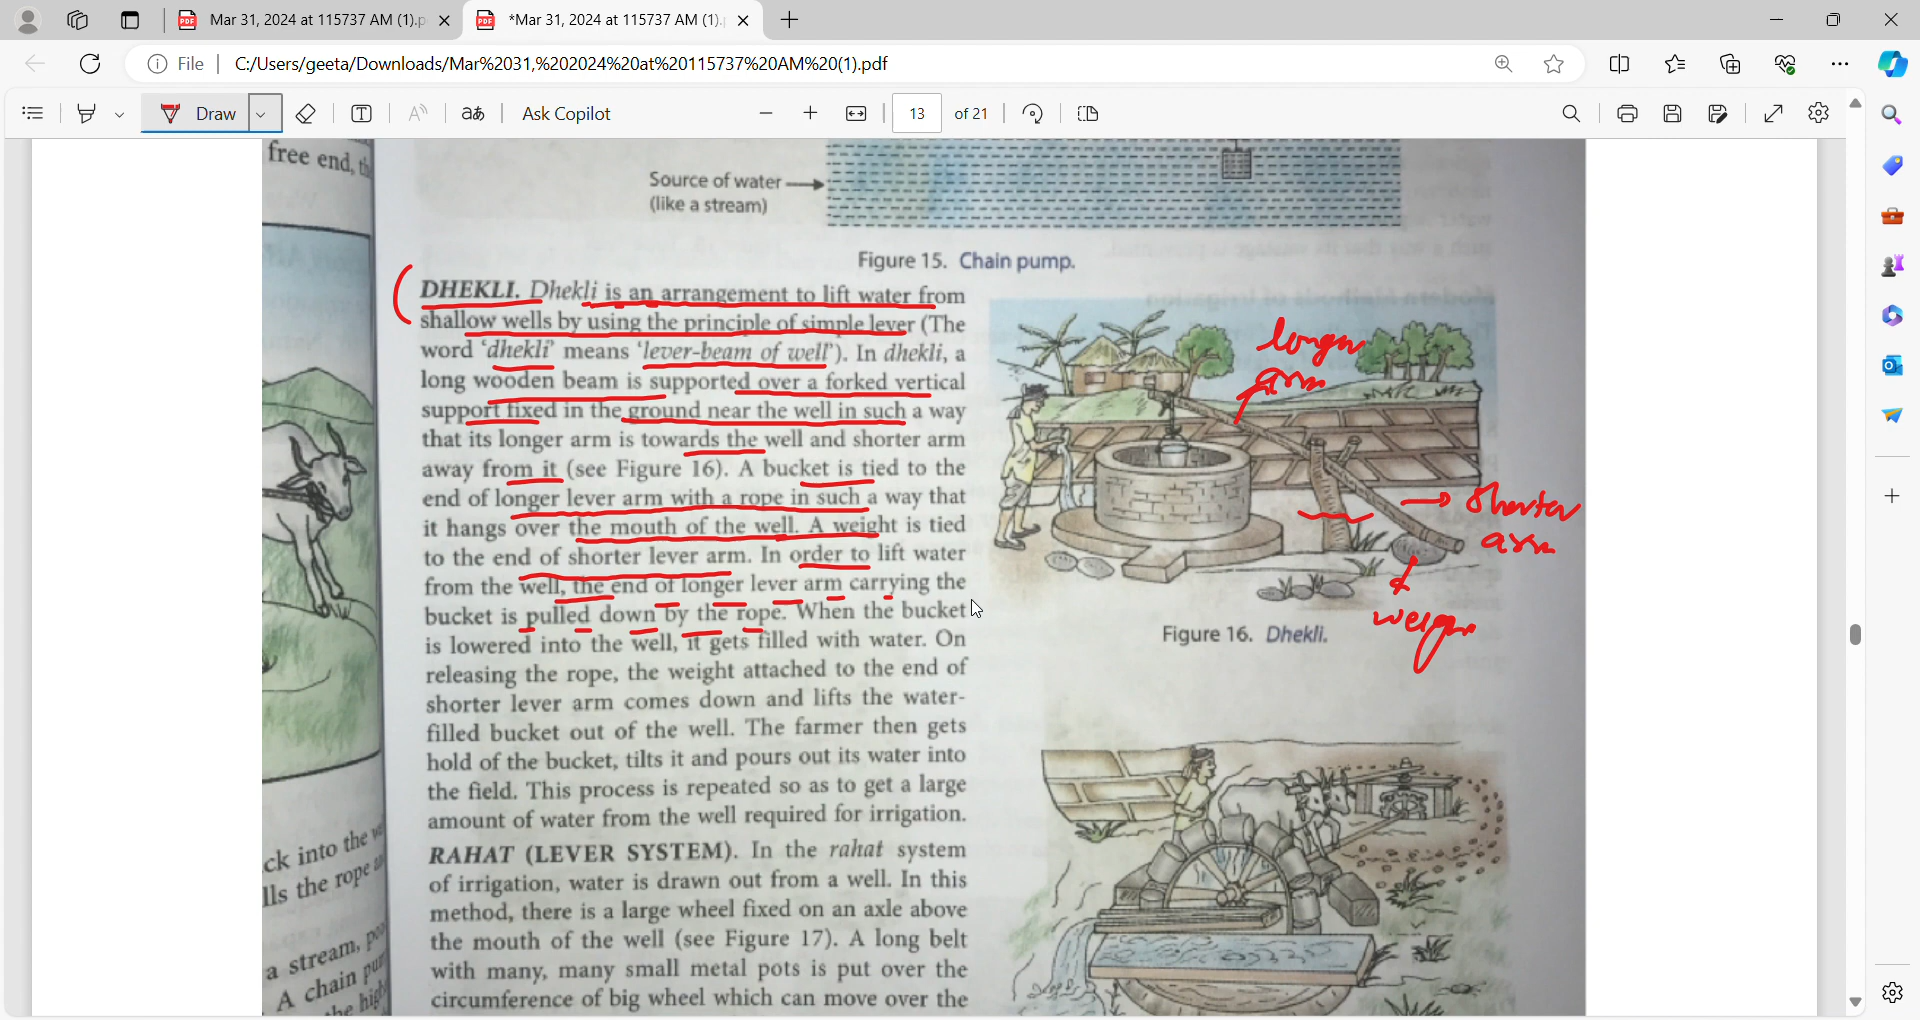 Mar 31, 2024 at 115737 AM (1).p
*Mar 31, 2024 at 115737 AM (1).
File
C:/Users/geeta/Downloads/Mar%2031,%202024%20at%20115737%20AM%20(1).pdf
Draw
Ask Copilot
13 of 21
free end,
Source of water
(like a stream)
Figure 15. Chain pump.
DHEKLI. Dhekli is an arrangement to lift water from
shallow wells by using the principle of simple lever (The
word ‘dhekli’ means ‘lever-beam of well’). In dhekli, a
long wooden beam is supported over a forked vertical
support fixed in the ground near the well in such a way
that its longer arm is towards the well and shorter arm
away from it (see Figure 16). A bucket is tied to the
end of longer lever arm with a rope in such a way that
it hangs over the mouth of the well. A weight is tied
to the end of shorter lever arm. In order to lift water
from the well, the end of longer lever arm carrying the
bucket is pulled down by the rope. When the bucket
is lowered into the well, it gets filled with water. On
releasing the rope, the weight attached to the end of
shorter lever arm comes down and lifts the water-
filled bucket out of the well. The farmer then gets
hold of the bucket, tilts it and pours out its water into
the field. This process is repeated so as to get a large
amount of water from the well required for irrigation.
longer
arm
shorter
arm
Figure 16. Dhekli.
RAHAT (LEVER SYSTEM). In the rahat system
of irrigation, water is drawn out from a well. In this
method, there is a large wheel fixed on an axle above
the mouth of the well (see Figure 17). A long belt
with many, many small metal pots is put over the
circumference of big wheel which can move over the
ck into the
lls the rope
a stream,
A chain